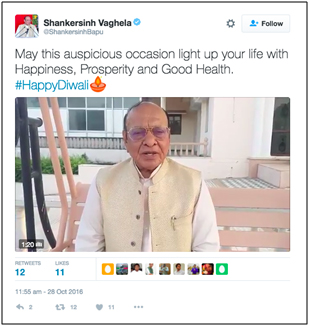 Shankersinh Vaghela
@ShankersinhBapu
Follow
May this auspicious occasion light up your life with
Happiness, Prosperity and Good Health.
#HappyDiwali
1:20
RETWEETS LIKES
12 11
11:55 am - 28 Oct 2016
3 12 11